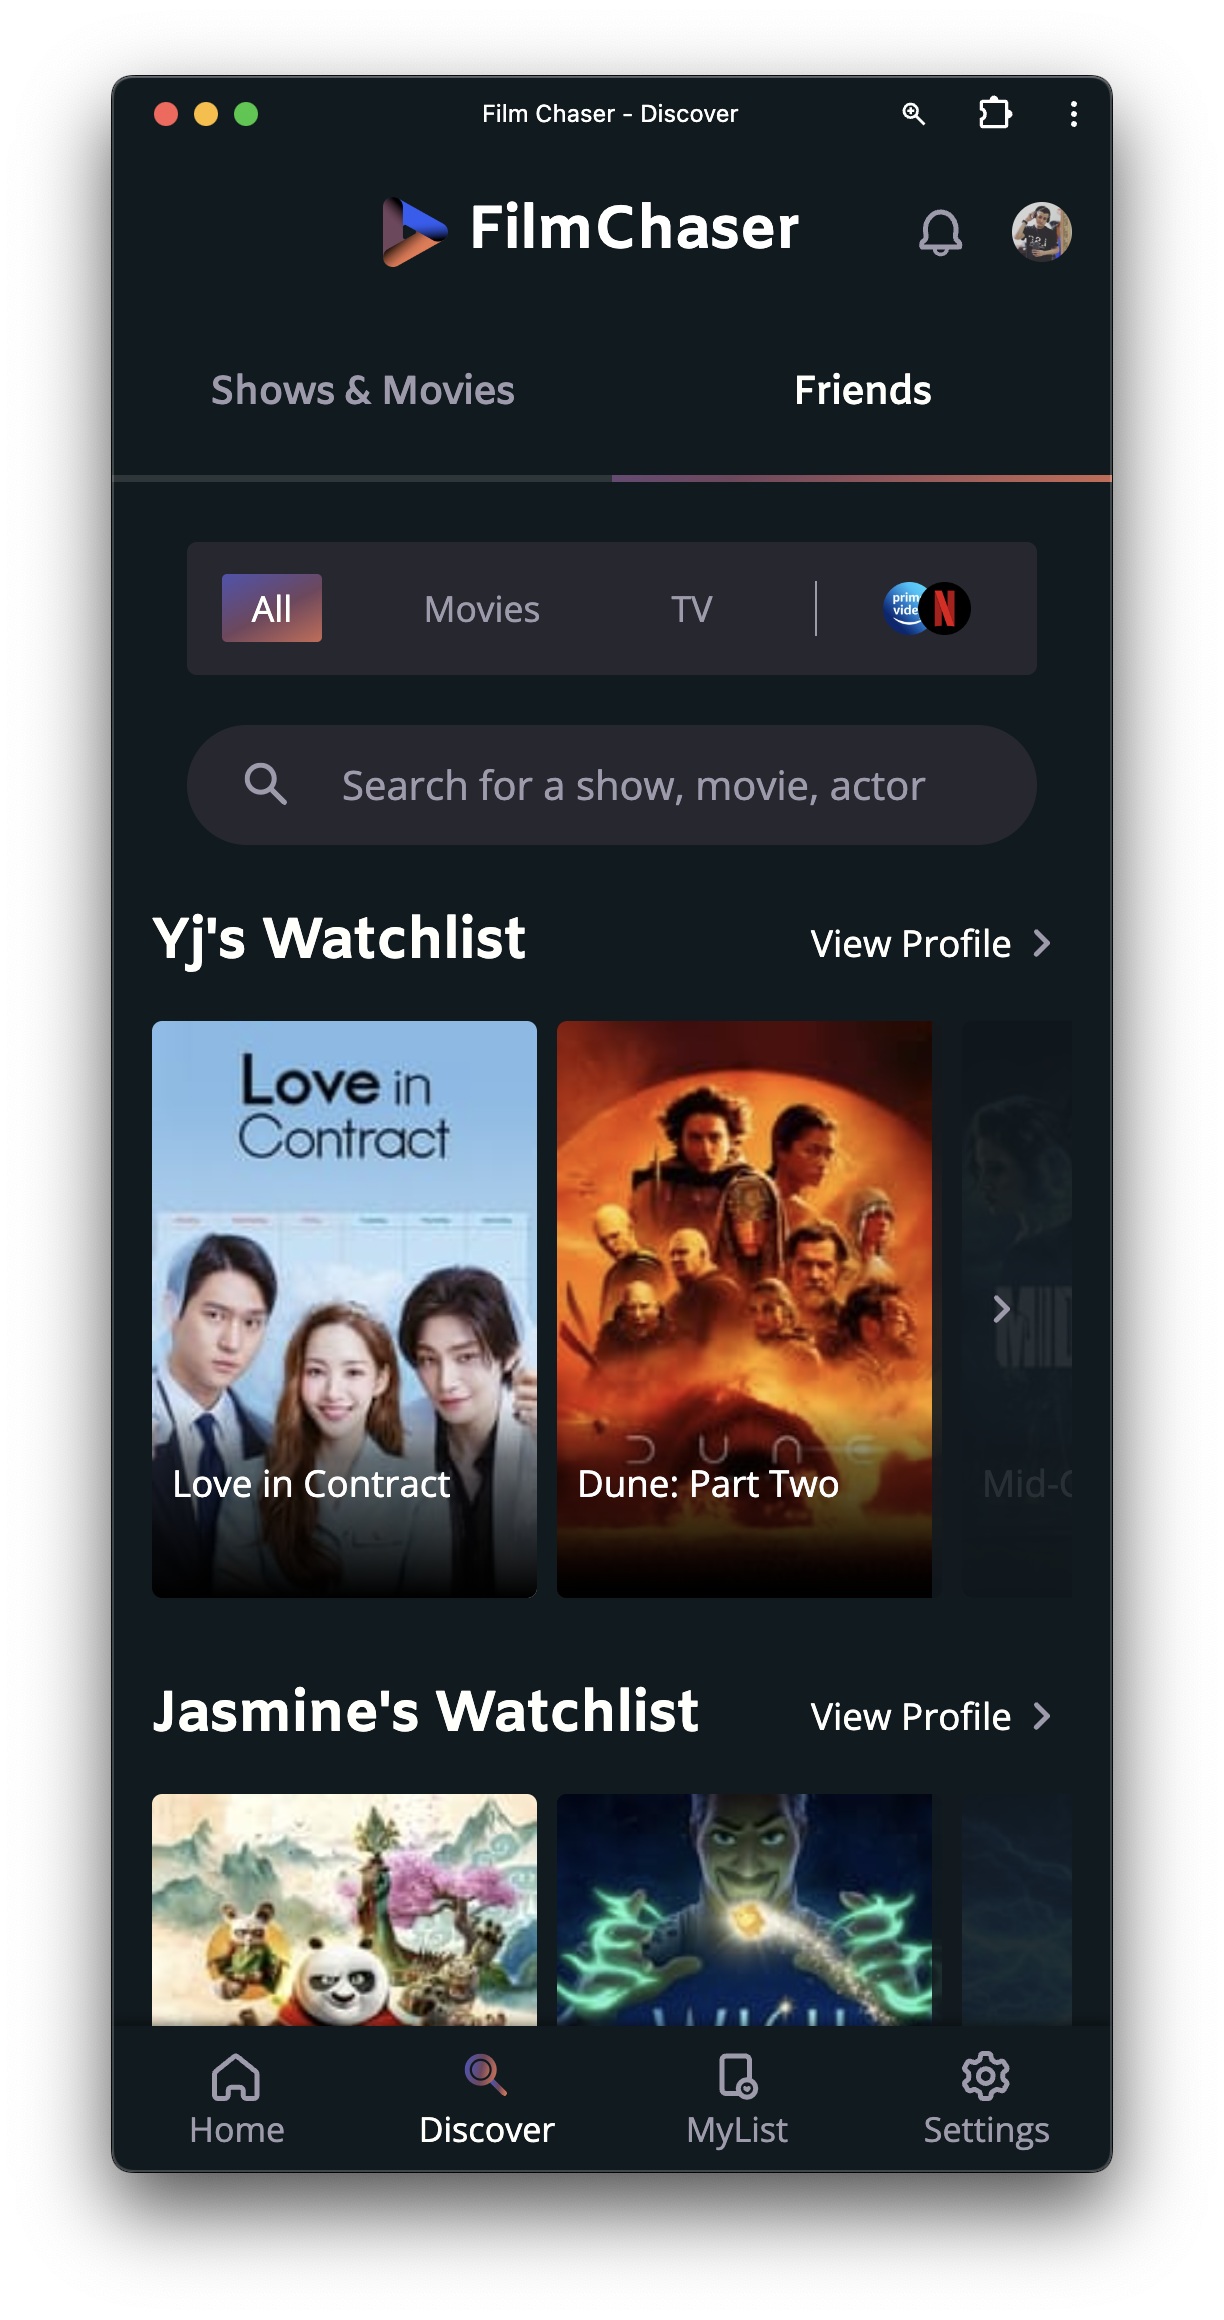 Film Chaser - Discover
FilmChaser
Shows & Movies
Friends
All
Movies
TV
prim
vide
N
Search for a show, movie, actor
Yj's Watchlist
View Profile
Love in
Contract
Love in Contract
DUNE
Dune: Part Two
MID
Mid-C
Jasmine's Watchlist
View Profile
WISH
Home
Discover
MyList
Settings